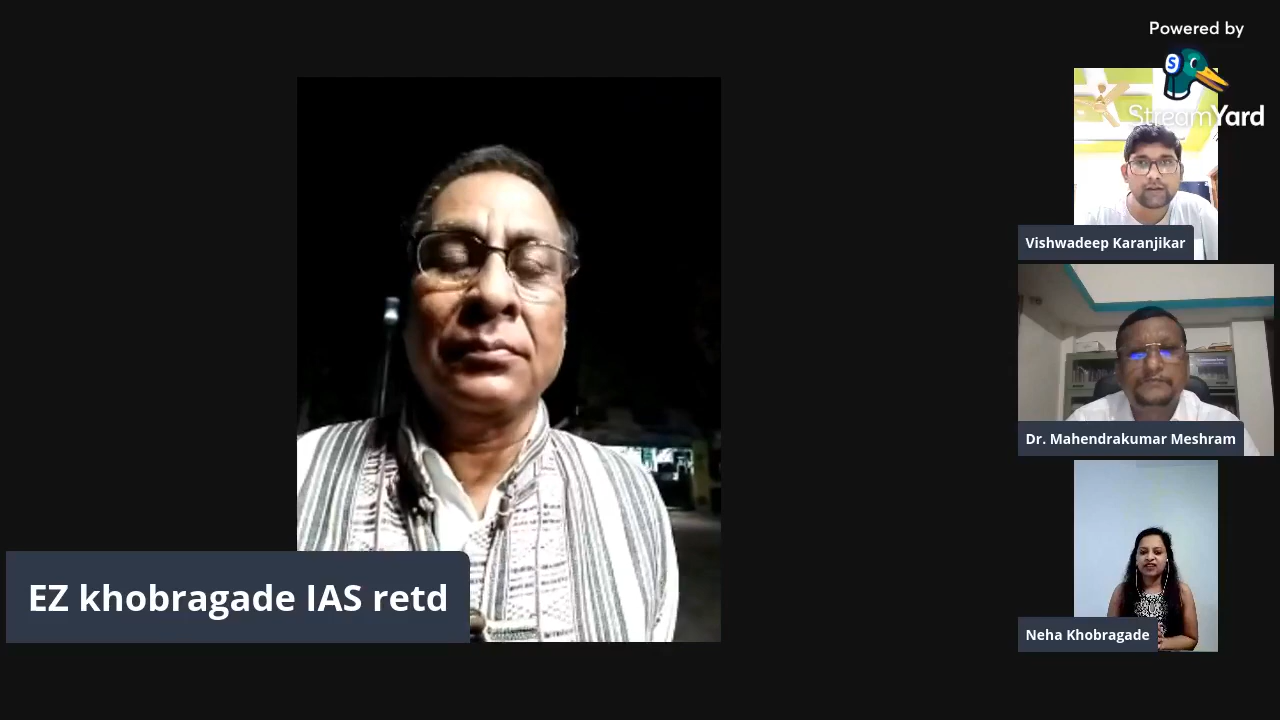 Powered by
S
StreamYard
Vishwadeep Karanjikar
Dr. Mahendrakumar Meshram
EZ khobragade IAS retd
Neha Khobragade